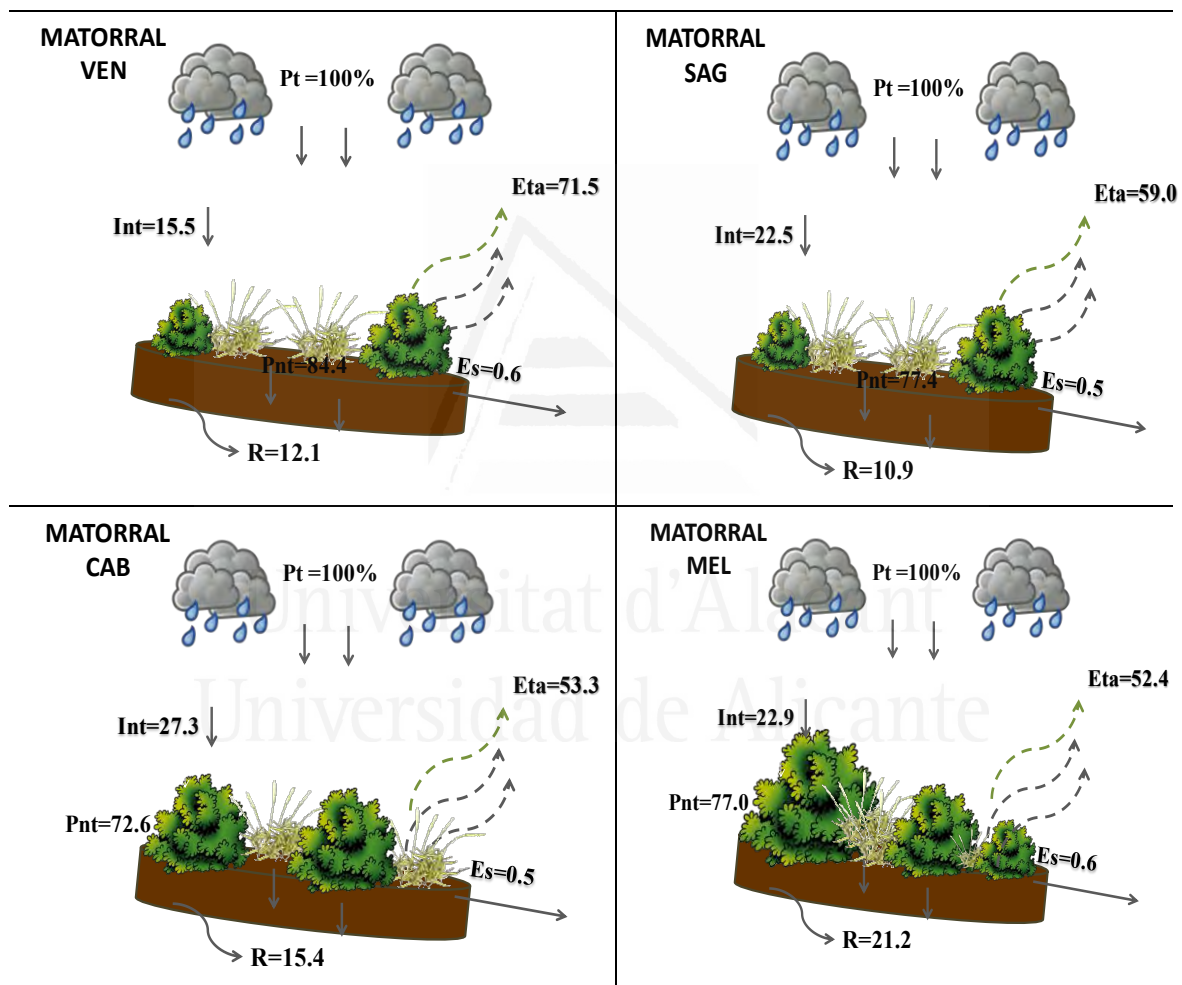 MATORRAL
VEN
Pt =100%
Eta=71.5
Int=15.5
Pnt=84.4
Es=0.6
R=12.1
MATORRAL
SAG
Pt =100%
Eta=59.0
Int=22.5
Pnt=77.4
Es=0.5
R=10.9
MATORRAL
CAB
Pt =100%
Eta=53.3
Int=27.3
Pnt=72.6
Es=0.5
R=15.4
MATORRAL
MEL
Pt =100%
Eta=52.4
Int=22.9
Pnt=77.0
Es=0.6
R=21.2
Universitat d'Alacant
Universidad de Alicante